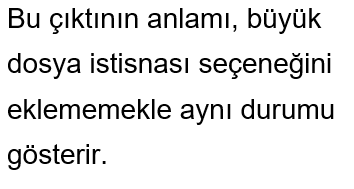 Bu çıktının anlamı, büyük
dosya istisnası seçeneğini
eklememekle aynı durumu
gösterir.